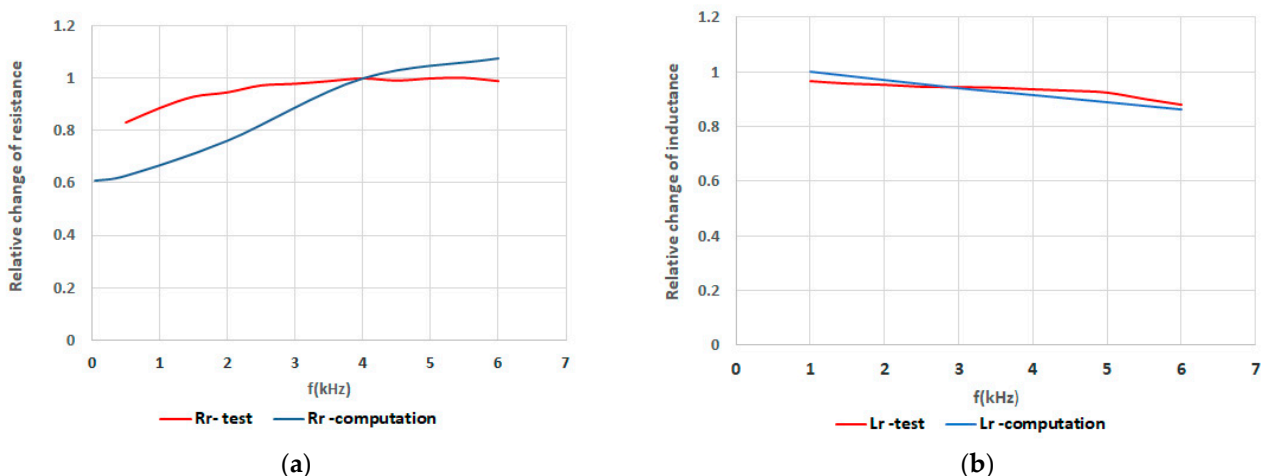 Relative change of resistance
1.2
1
0.8
0.6
0.4
0.2
0
0 1 2 3 4 5 6 7
f(kHz)
Rr- test Rr -computation
(a)
Relative change of inductance
1.2
1
0.8
0.6
0.4
0.2
0
0 1 2 3 4 5 6 7
f(kHz)
Lr -test Lr -computation
(b)